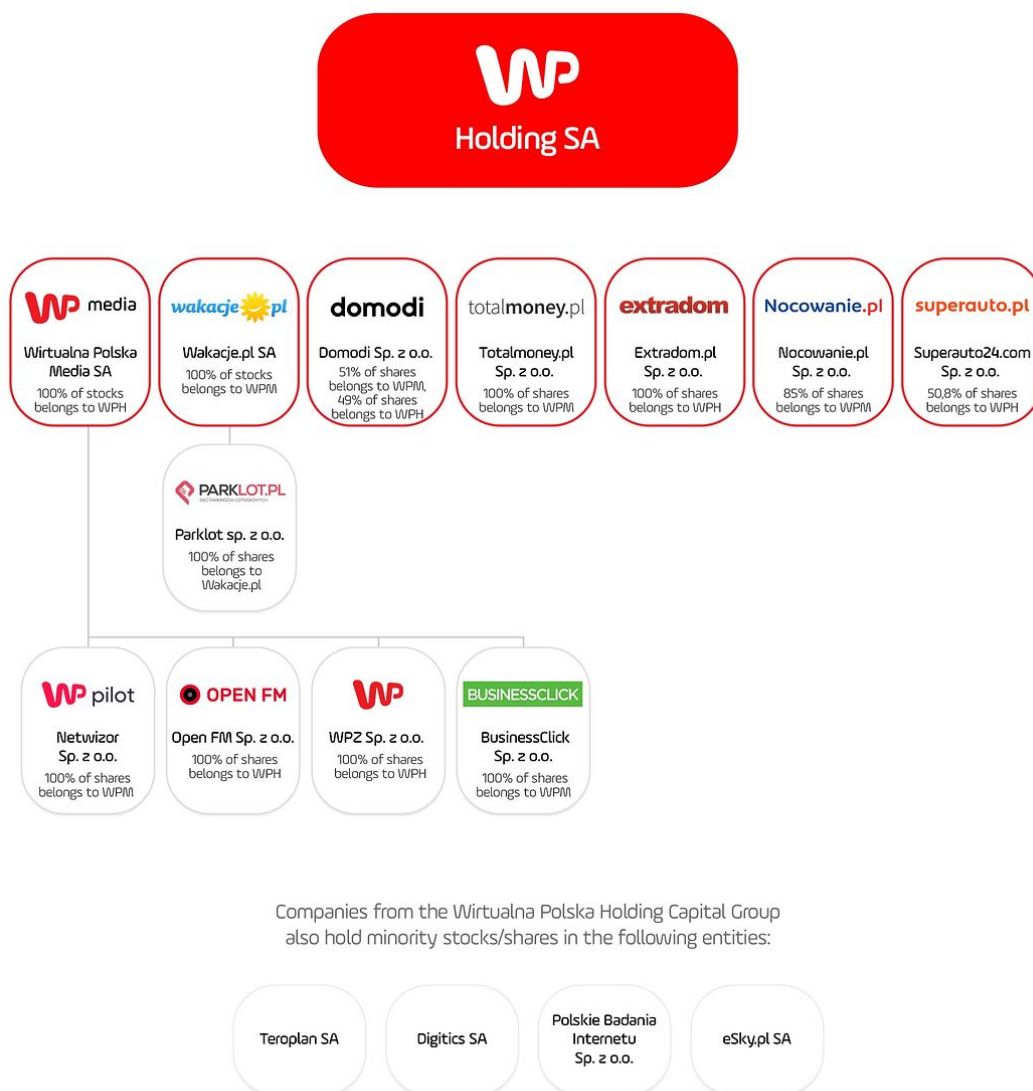 WP
Holding SA
WP media
Wirtualna Polska
Media SA
100% of stocks
belongs to WPH
wakacje pl
Wakacje.pl SA
100% of stocks
belongs to WPM
domodi
Domodi Sp. z o.o.
51% of shares
belongs to WPM,
49% of shares
belongs to WPH
totalmoney.pl
Totalmoney.pl
Sp. z o.o.
100% of shares
belongs to WPM
extradom
Extradom.pl
Sp. z o.o.
100% of shares
belongs to WPH
Nocowanie.pl
Nocowanie.pl
Sp. z o.o.
85% of shares
belongs to WPM
superauto.pl
Superauto24.com
Sp. z o.o.
50,8% of shares
belongs to WPH
PARKLOT.PL
SIEĆ PARKINGÓW LOTNISKOWYCH
Parklot sp. z o.o.
100% of shares
belongs to
Wakacje.pl
WP pilot
Netwizor
Sp. z o.o.
100% of shares
belongs to WPM
OPEN FM
Open FM Sp. z o.o.
100% of shares
belongs to WPH
WP
WPZ Sp. z o.o.
100% of shares
belongs to WPH
BUSINESSCLICK
BusinessClick
Sp. z o.o.
100% of shares
belongs to WPM
Companies from the Wirtualna Polska Holding Capital Group
also hold minority stocks/shares in the following entities:
Teroplan SA
Digitics SA
Polskie Badania
Internetu
Sp. z o.o.
eSky.pl SA